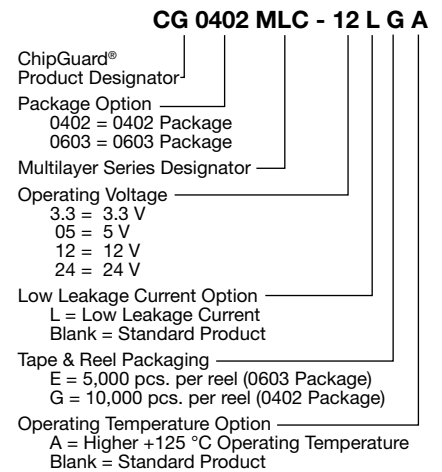 CG 0402 MLC - 12 L G A
ChipGuard®
Product Designator
Package Option
0402 = 0402 Package
0603 = 0603 Package
Multilayer Series Designator
Operating Voltage
3.3 = 3.3 V
05 = 5 V
12 = 12 V
24 = 24 V
Low Leakage Current Option
L = Low Leakage Current
Blank = Standard Product
Tape & Reel Packaging
E = 5,000 pcs. per reel (0603 Package)
G = 10,000 pcs. per reel (0402 Package)
Operating Temperature Option
A = Higher +125 °C Operating Temperature
Blank = Standard Product